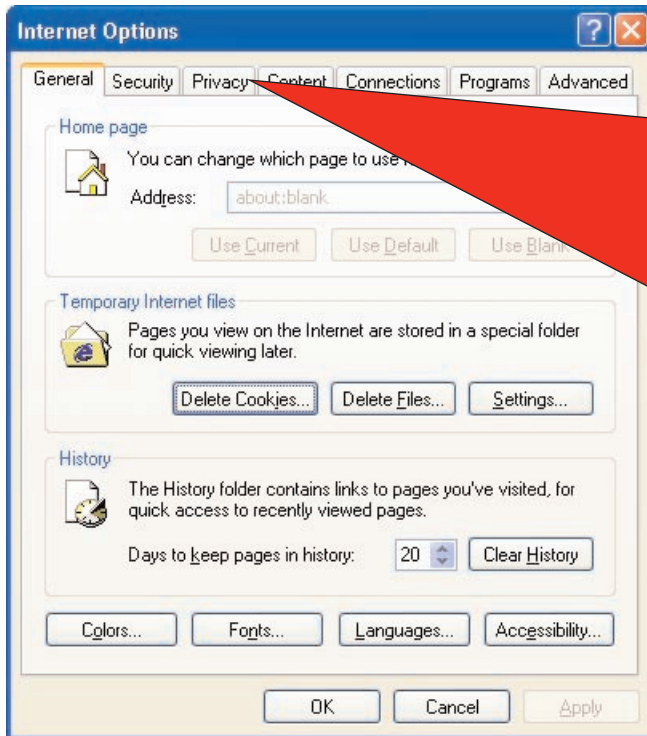 Internet Options
General Security Privacy Content Connections Programs Advanced
Home page
You can change which page to use
Address: about:blank
Use Current Use Default Use Blank
Temporary Internet files
Pages you view on the Internet are stored in a special folder
for quick viewing later.
Delete Cookies... Delete Files... Settings...
History
The History folder contains links to pages you've visited, for
quick access to recently viewed pages.
Days to keep pages in history: 20 Clear History
Colors... Fonts... Languages... Accessibility...
OK Cancel Apply